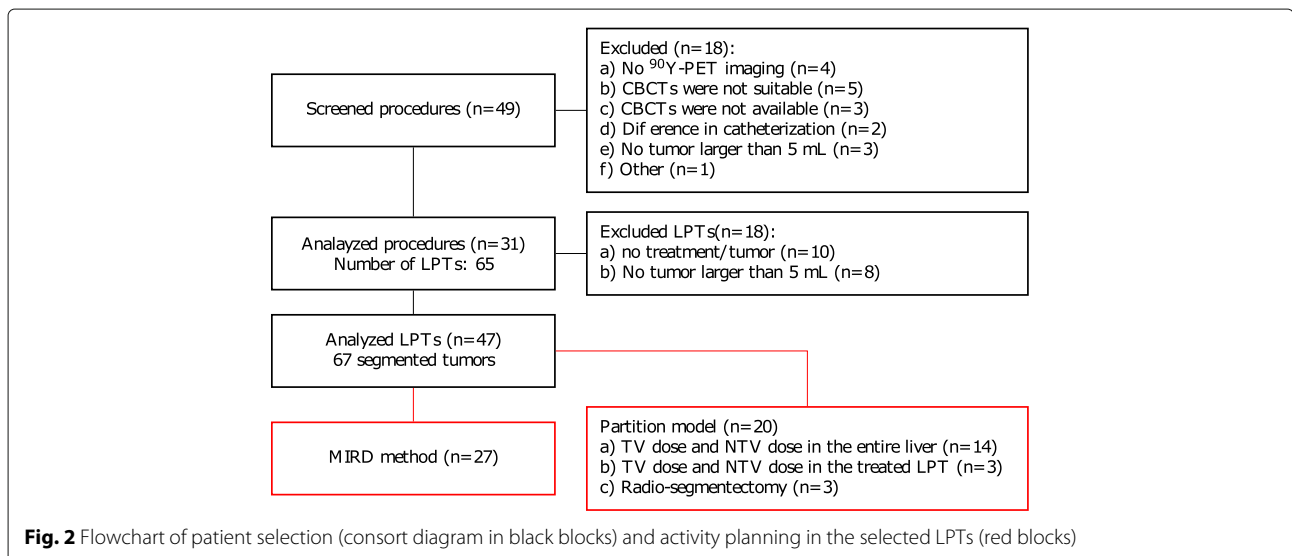 Screened procedures (n=49)
Excluded (n=18):
a) No ⁹⁰Y-PET imaging (n=4)
b) CBCTs were not suitable (n=5)
c) CBCTs were not available (n=3)
d) Dif erence in catheterization (n=2)
e) No tumor larger than 5 mL (n=3)
f) Other (n=1)
Analayzed procedures (n=31)
Number of LPTs: 65
Excluded LPTs(n=18):
a) no treatment/tumor (n=10)
b) No tumor larger than 5 mL (n=8)
Analyzed LPTs (n=47)
67 segmented tumors
MIRD method (n=27)
Partition model (n=20)
a) TV dose and NTV dose in the entire liver (n=14)
b) TV dose and NTV dose in the treated LPT (n=3)
c) Radio-segmentectomy (n=3)
Fig. 2 Flowchart of patient selection (consort diagram in black blocks) and activity planning in the selected LPTs (red blocks)